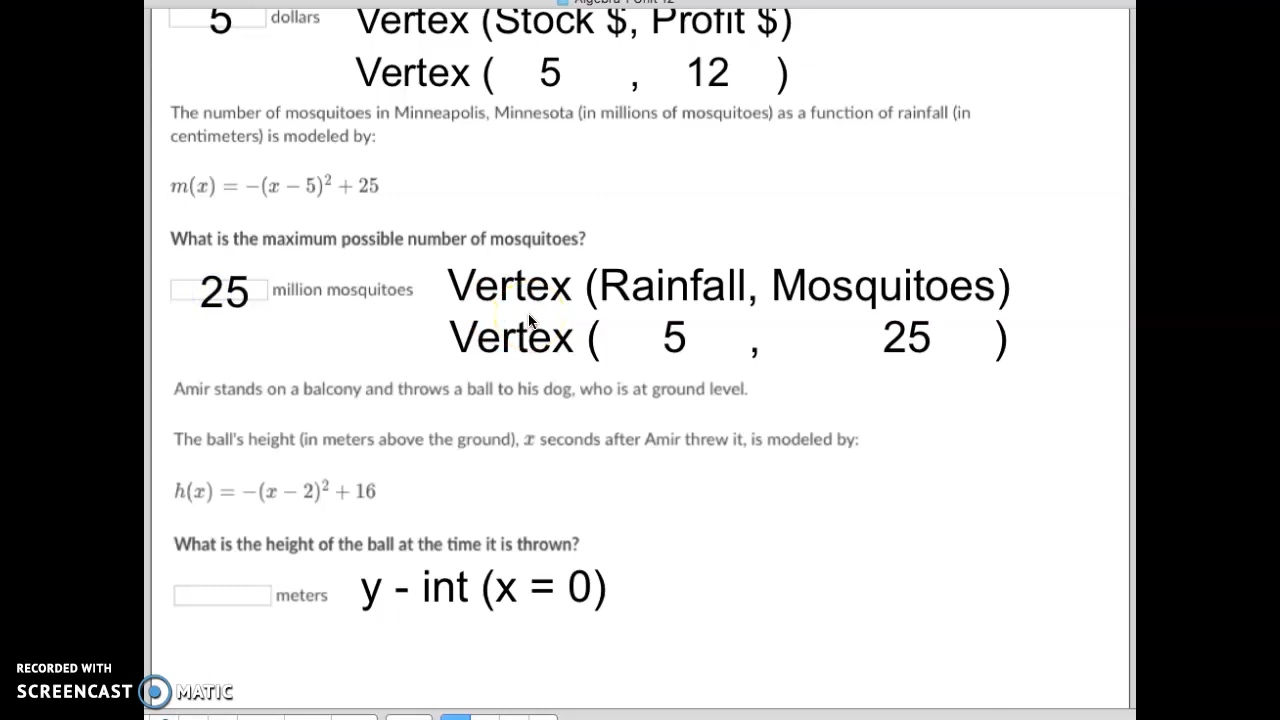 Algebra 1 Unit 12
5 dollars Vertex (Stock $, Profit $)
Vertex ( 5 , 12 )
The number of mosquitoes in Minneapolis, Minnesota (in millions of mosquitoes) as a function of rainfall (in
centimeters) is modeled by:
m(x) = −(x − 5)² + 25
What is the maximum possible number of mosquitoes?
25 million mosquitoes Vertex (Rainfall, Mosquitoes)
Vertex ( 5 , 25 )
Amir stands on a balcony and throws a ball to his dog, who is at ground level.
The ball's height (in meters above the ground), x seconds after Amir threw it, is modeled by:
h(x) = −(x − 2)² + 16
What is the height of the ball at the time it is thrown?
meters y - int (x = 0)
RECORDED WITH
SCREENCAST MATIC